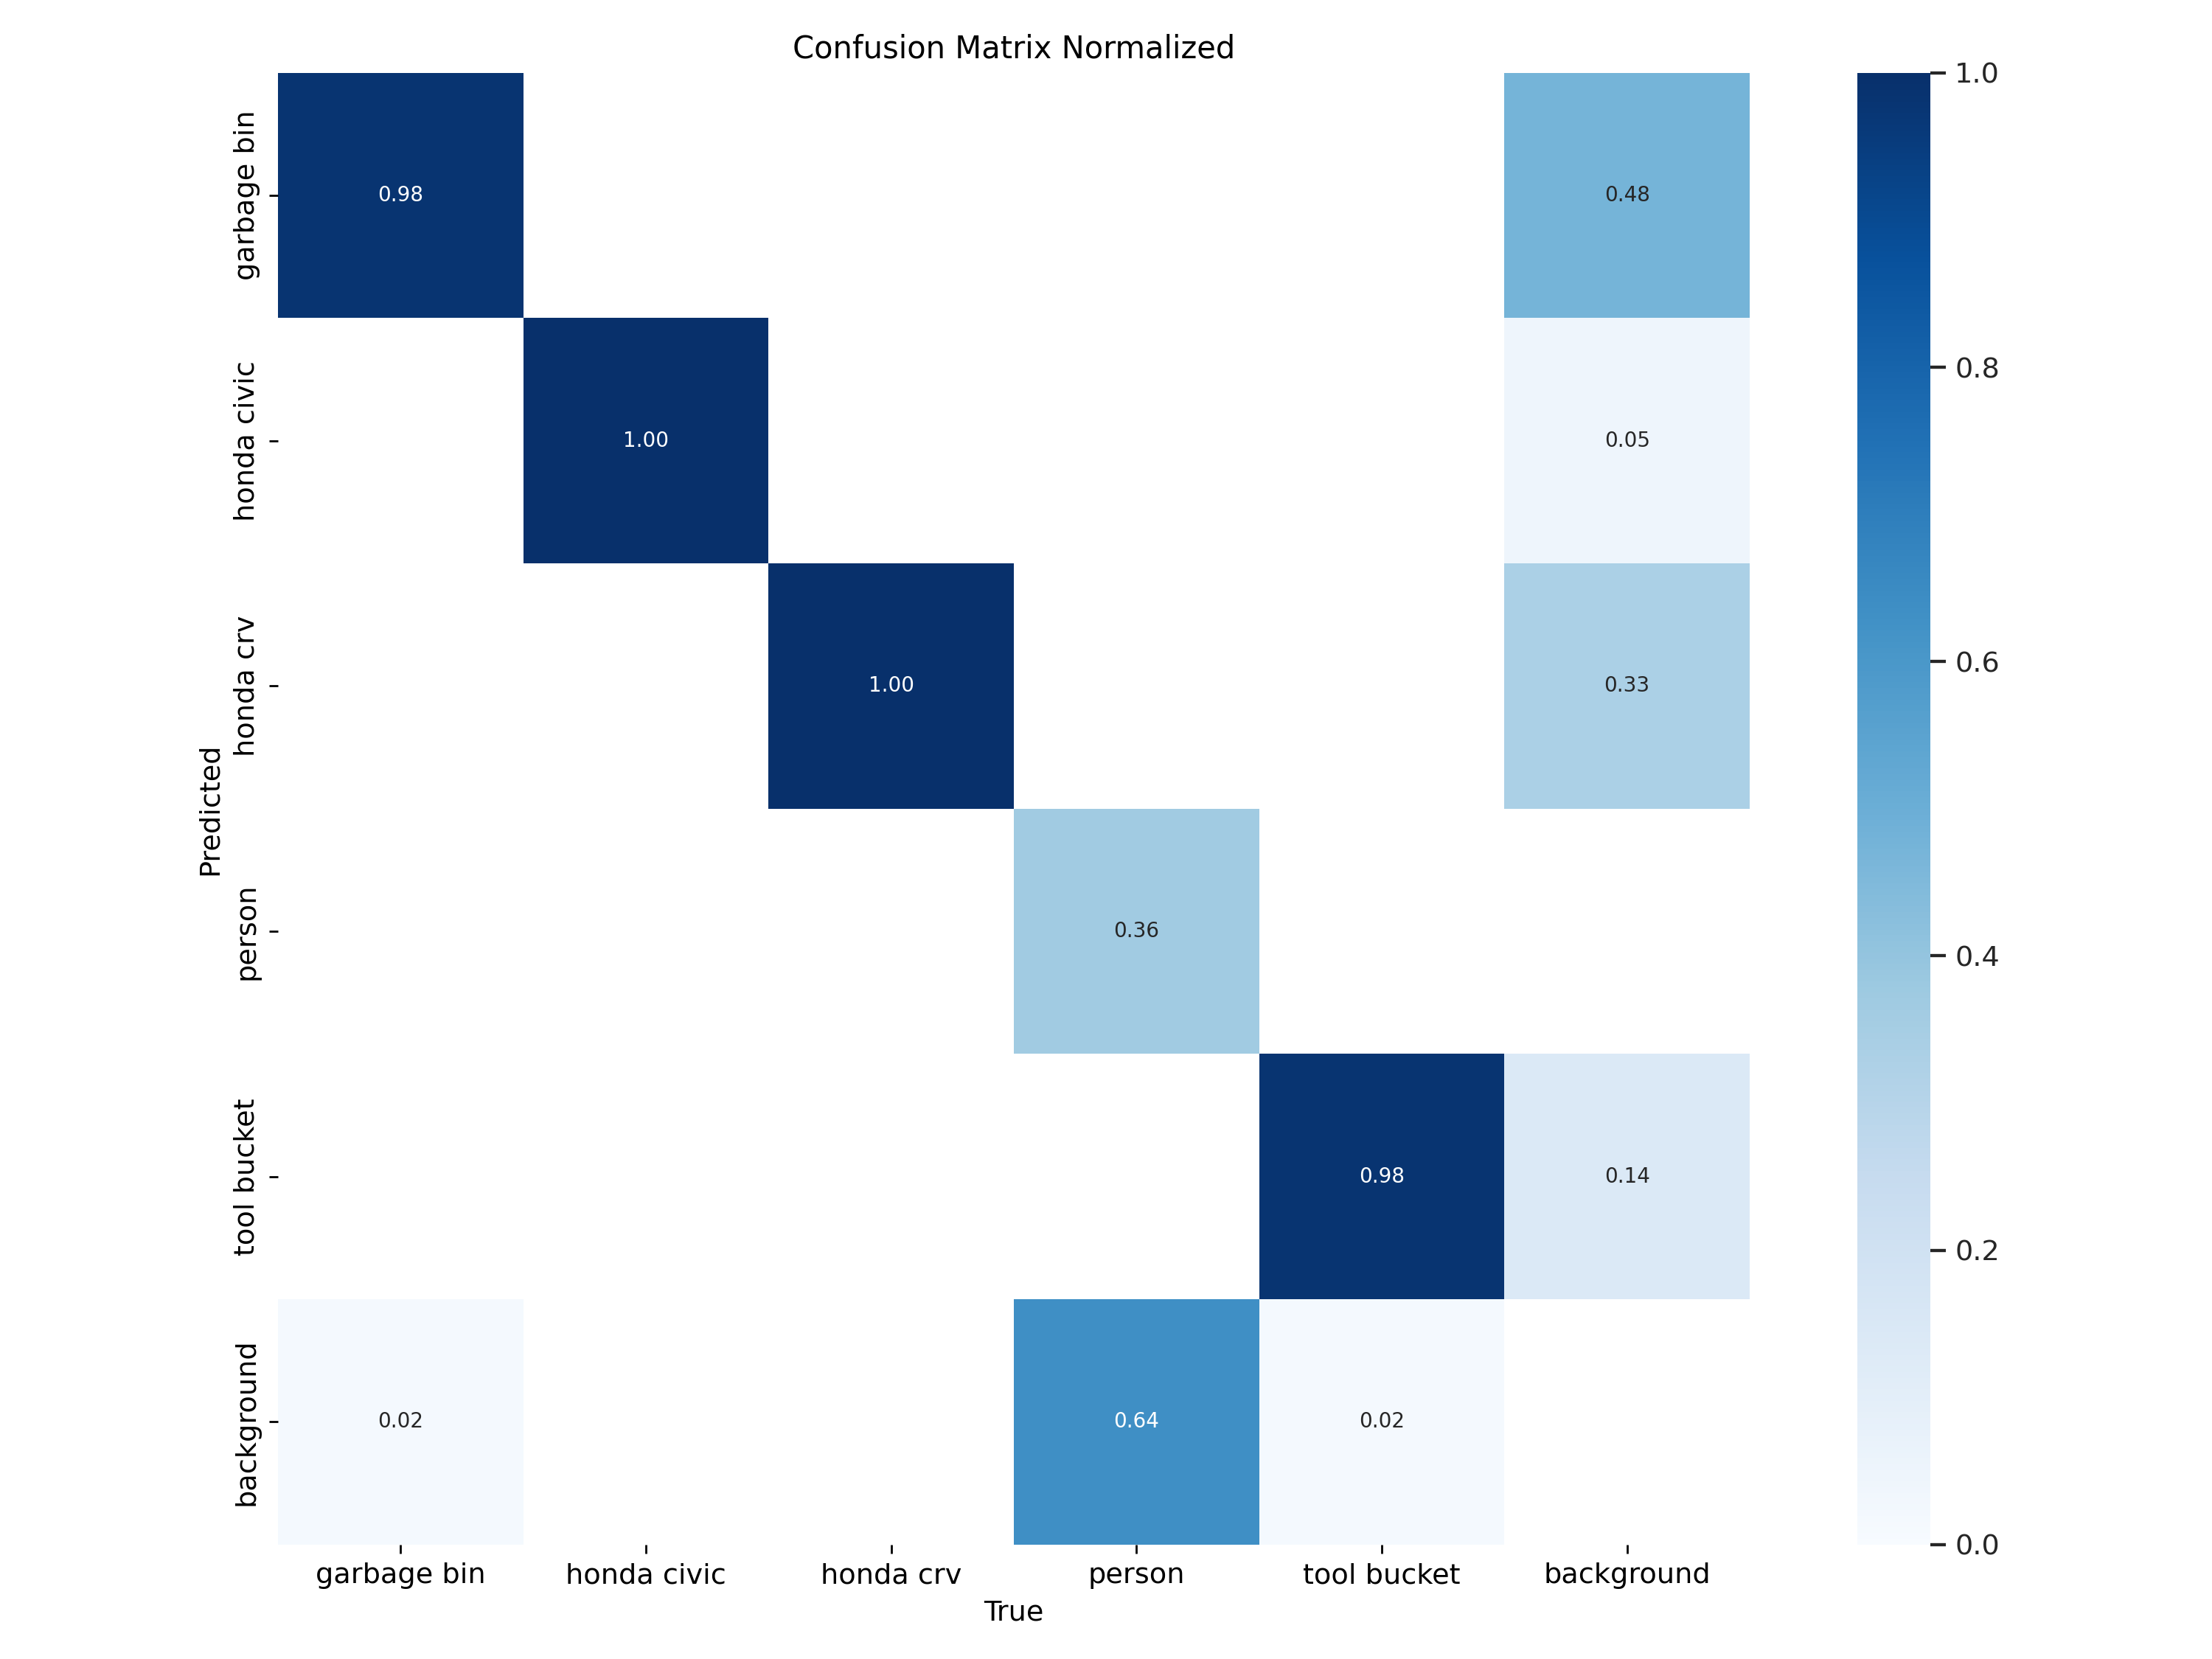 Confusion Matrix Normalized
garbage bin
0.98
0.48
1.0
honda civic
1.00
0.05
0.8
honda crv
1.00
0.33
0.6
Predicted
person
0.36
0.4
tool bucket
0.98
0.14
0.2
background
0.02
0.64
0.02
0.0
garbage bin honda civic honda crv person tool bucket background
True